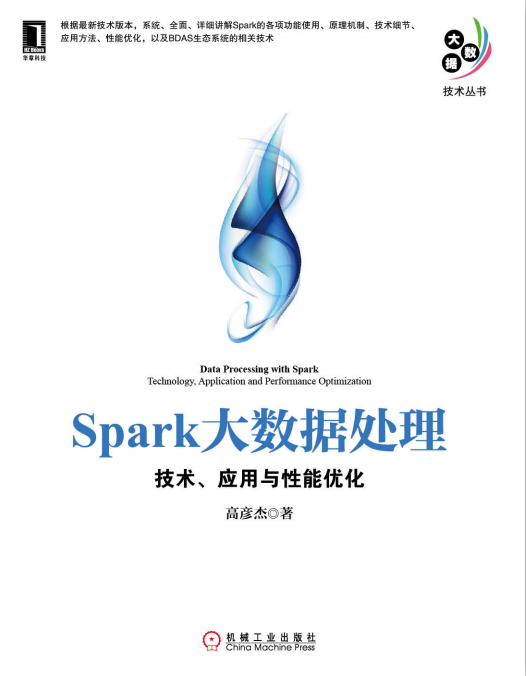 根据最新技术版本，系统、全面、详细讲解Spark的各项功能使用、原理机制、技术细节、
应用方法、性能优化，以及BDAS生态系统的相关技术
HZ Books
华章科技
大数据
技术丛书
Data Processing with Spark
Technology, Application and Performance Optimization
Spark大数据处理
技术、应用与性能优化
高彦杰◎著
机械工业出版社
China Machine Press